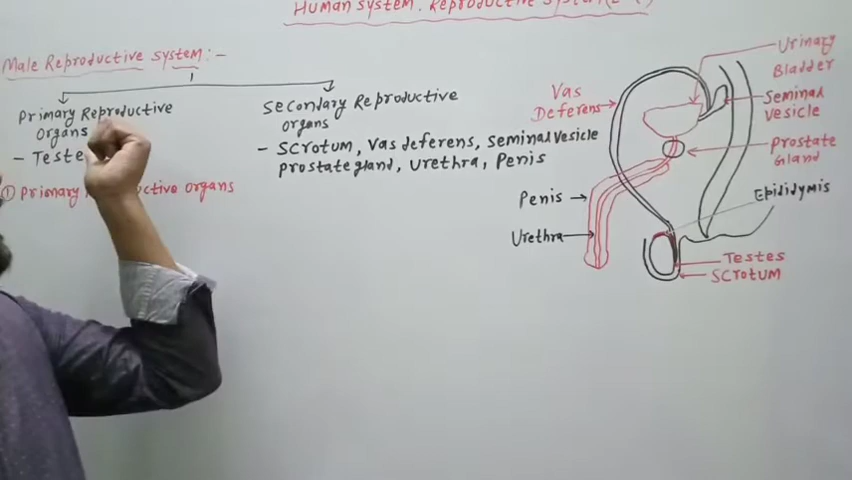 Human system. Reproductive system
Male Reproductive system:-
Primary Reproductive
organs
- Teste
Secondary Reproductive
organs
- Scrotum, vas deferens, seminal vesicle
prostate gland, urethra, Penis
① Primary ductive organs
Urinary
Bladder
Vas
Deferens
Seminal
vesicle
Prostate
Gland
Penis
Epididymis
Urethra
Testes
Scrotum